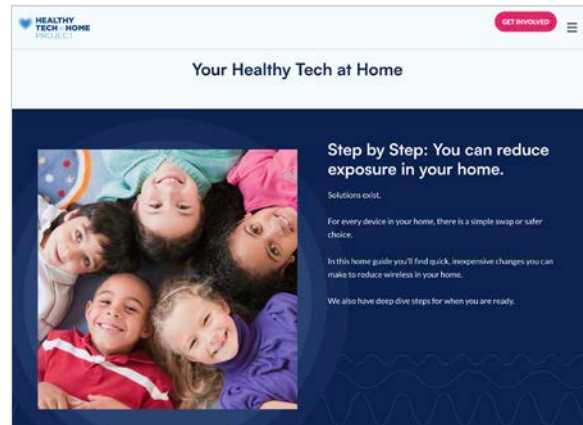 HEALTHY
TECH at HOME
PROJECT
GET INVOLVED
Your Healthy Tech at Home
Step by Step: You can reduce
exposure in your home.
Solutions exist.
For every device in your home, there is a simple swap or safer
choice.
In this home guide you'll find quick, inexpensive changes you can
make to reduce wireless in your home.
We also have deep dive steps for when you are ready.